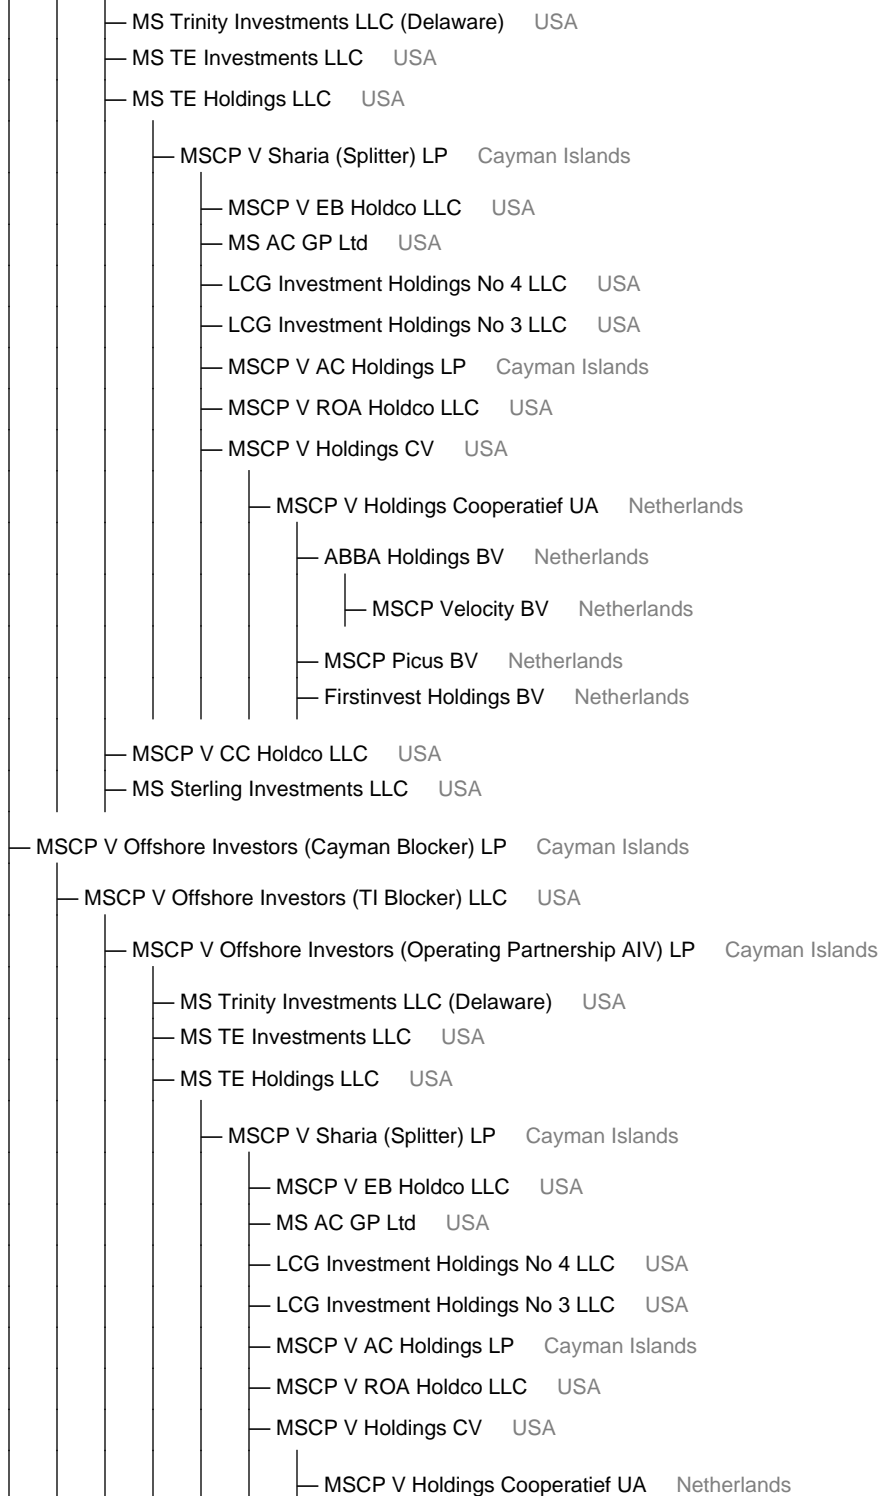 MS Trinity Investments LLC (Delaware) USA
MS TE Investments LLC USA
MS TE Holdings LLC USA
MSCP V Sharia (Splitter) LP Cayman Islands
MSCP V EB Holdco LLC USA
MS AC GP Ltd USA
LCG Investment Holdings No 4 LLC USA
LCG Investment Holdings No 3 LLC USA
MSCP V AC Holdings LP Cayman Islands
MSCP V ROA Holdco LLC USA
MSCP V Holdings CV USA
MSCP V Holdings Cooperatief UA Netherlands
ABBA Holdings BV Netherlands
MSCP Velocity BV Netherlands
MSCP Picus BV Netherlands
Firstinvest Holdings BV Netherlands
MSCP V CC Holdco LLC USA
MS Sterling Investments LLC USA
MSCP V Offshore Investors (Cayman Blocker) LP Cayman Islands
MSCP V Offshore Investors (TI Blocker) LLC USA
MSCP V Offshore Investors (Operating Partnership AIV) LP Cayman Islands
MS Trinity Investments LLC (Delaware) USA
MS TE Investments LLC USA
MS TE Holdings LLC USA
MSCP V Sharia (Splitter) LP Cayman Islands
MSCP V EB Holdco LLC USA
MS AC GP Ltd USA
LCG Investment Holdings No 4 LLC USA
LCG Investment Holdings No 3 LLC USA
MSCP V AC Holdings LP Cayman Islands
MSCP V ROA Holdco LLC USA
MSCP V Holdings CV USA
MSCP V Holdings Cooperatief UA Netherlands